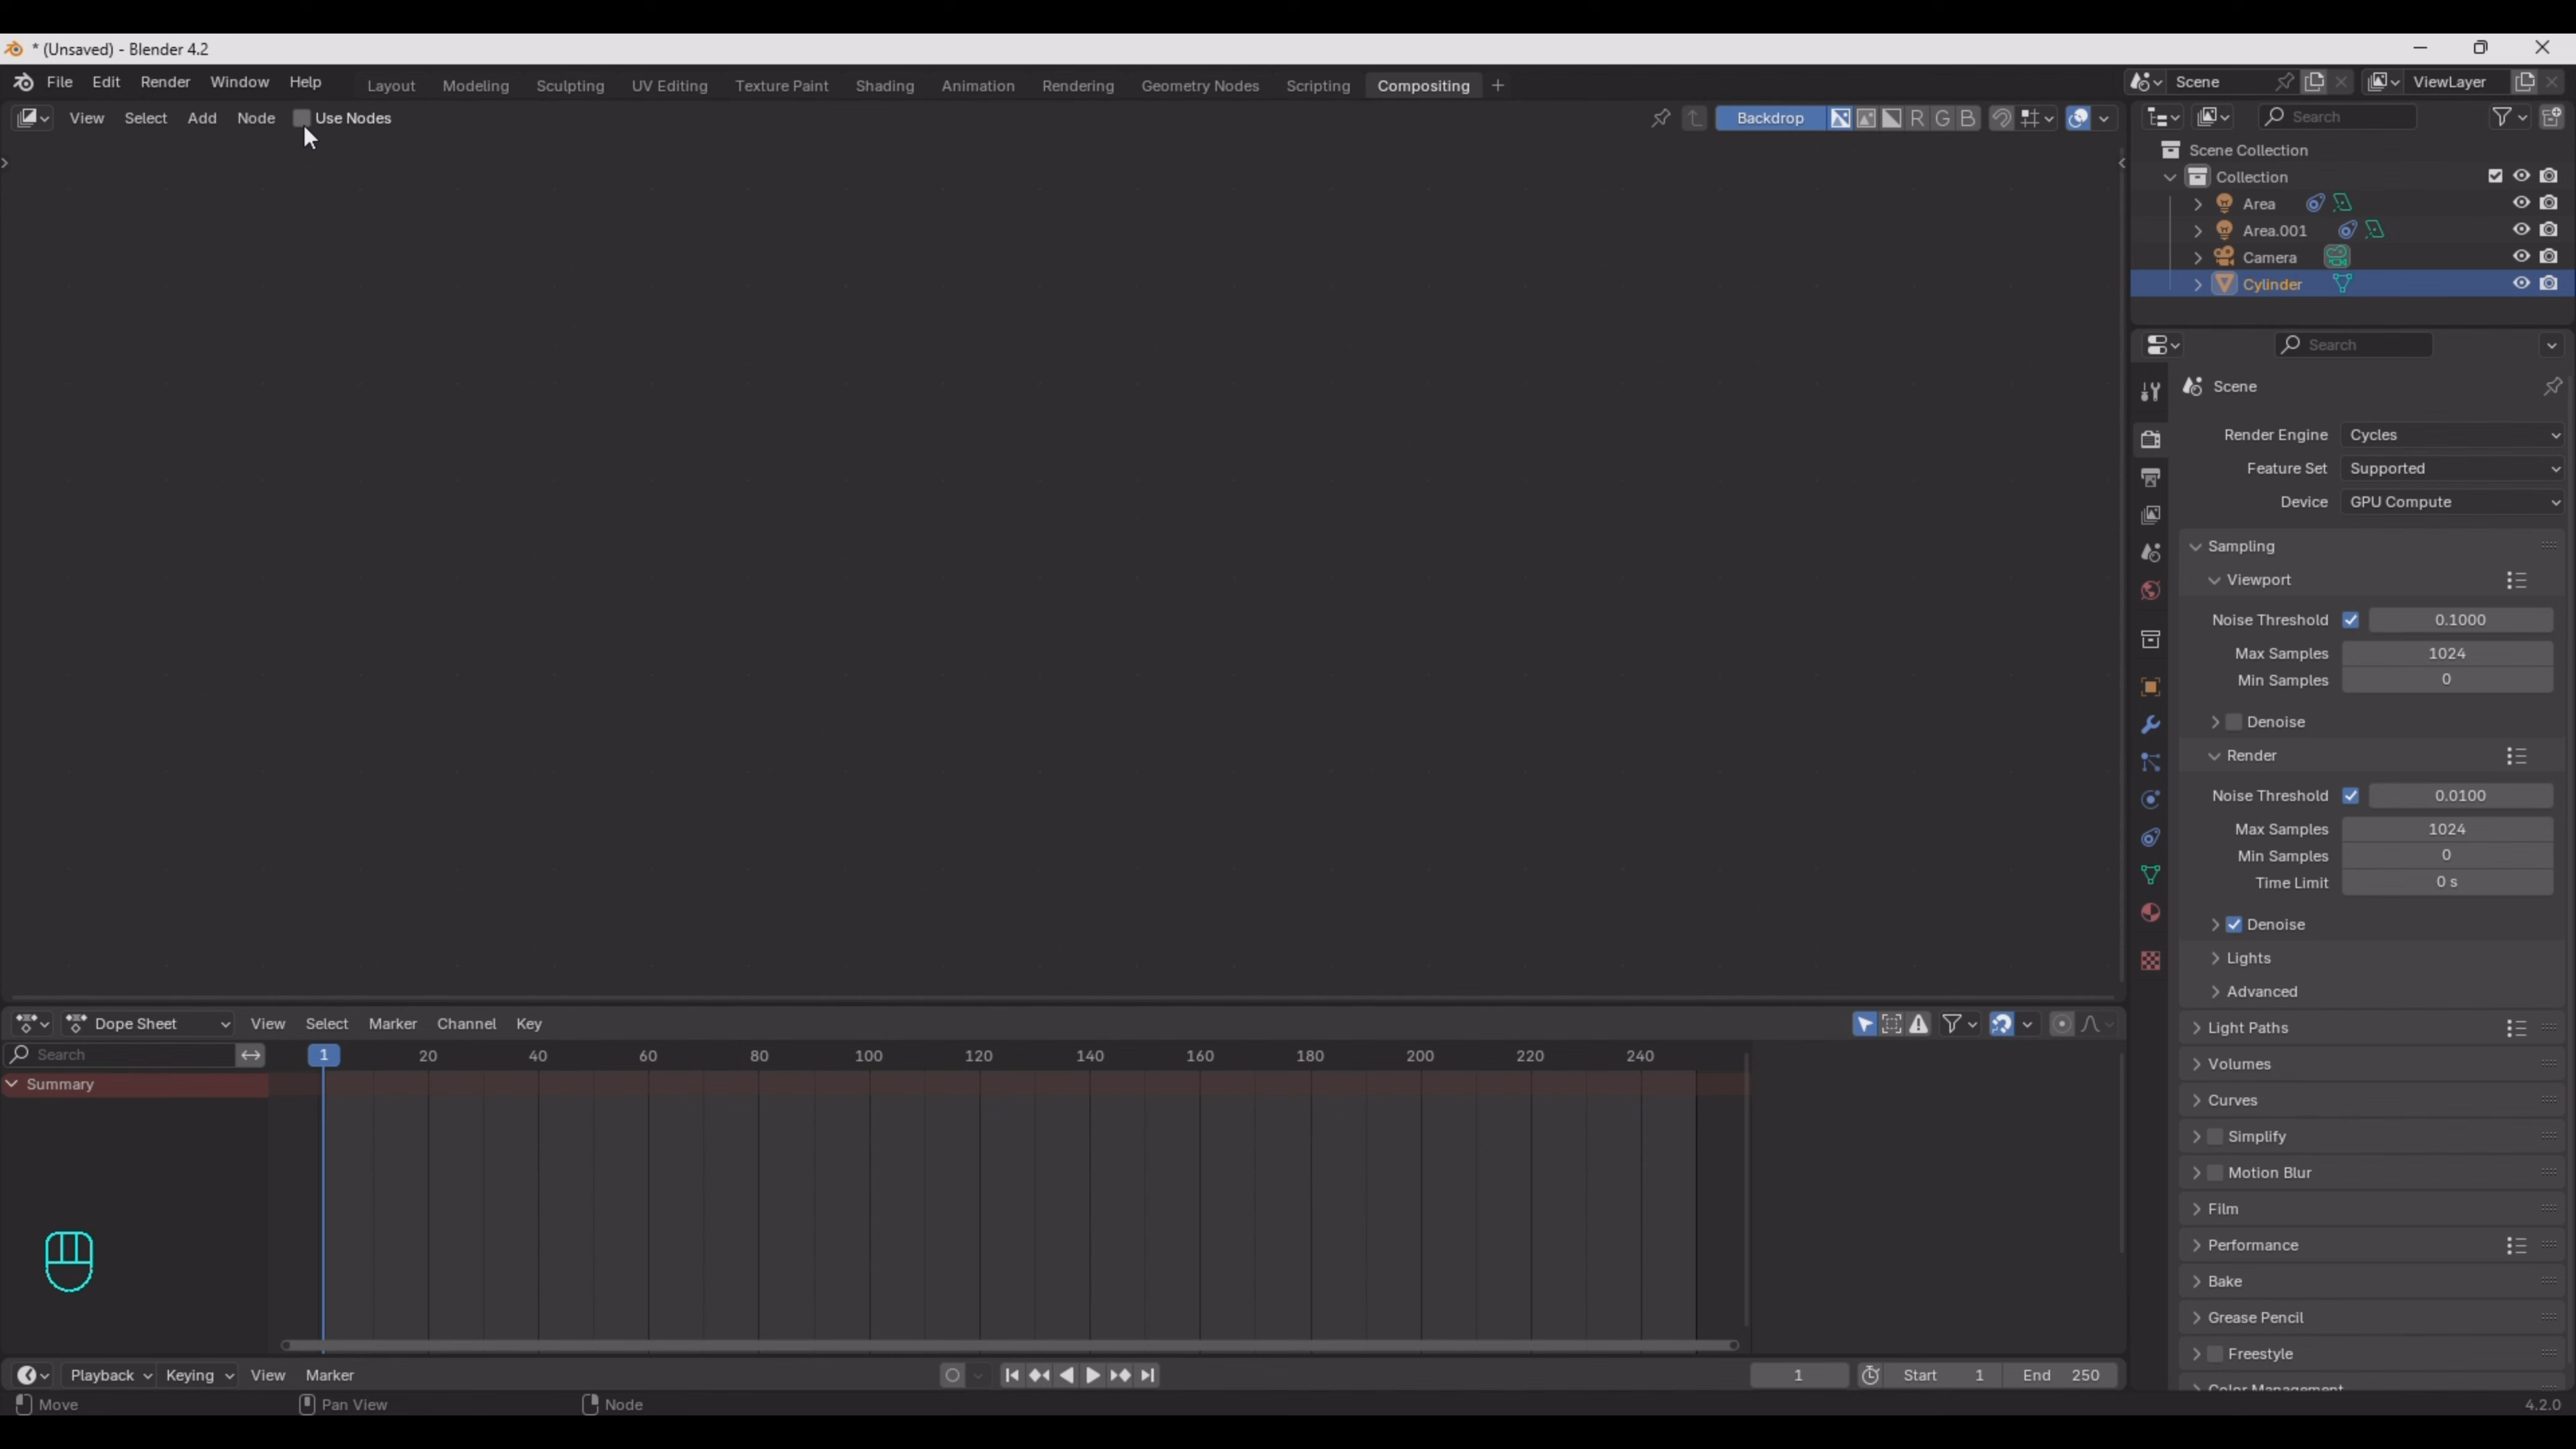 * (Unsaved) - Blender 4.2
File Edit Render Window Help Layout Modeling Sculpting UV Editing Texture Paint Shading Animation Rendering Geometry Nodes Scripting Compositing + Scene ViewLayer
View Select Add Node Use Nodes Backdrop R G B Search
Scene Collection
Collection
Area
Area.001
Camera
Cylinder
Search
Scene
Render Engine Cycles
Feature Set Supported
Device GPU Compute
Sampling
Viewport
Noise Threshold 0.1000
Max Samples 1024
Min Samples 0
Denoise
Render
Noise Threshold 0.0100
Max Samples 1024
Min Samples 0
Time Limit 0 s
Denoise
Lights
Advanced
Light Paths
Volumes
Curves
Simplify
Motion Blur
Film
Performance
Bake
Grease Pencil
Freestyle
Color Management
Dope Sheet View Select Marker Channel Key
Search 1 20 40 60 80 100 120 140 160 180 200 220 240
Summary
Playback Keying View Marker 1 Start 1 End 250
Move Pan View Node 4.2.0